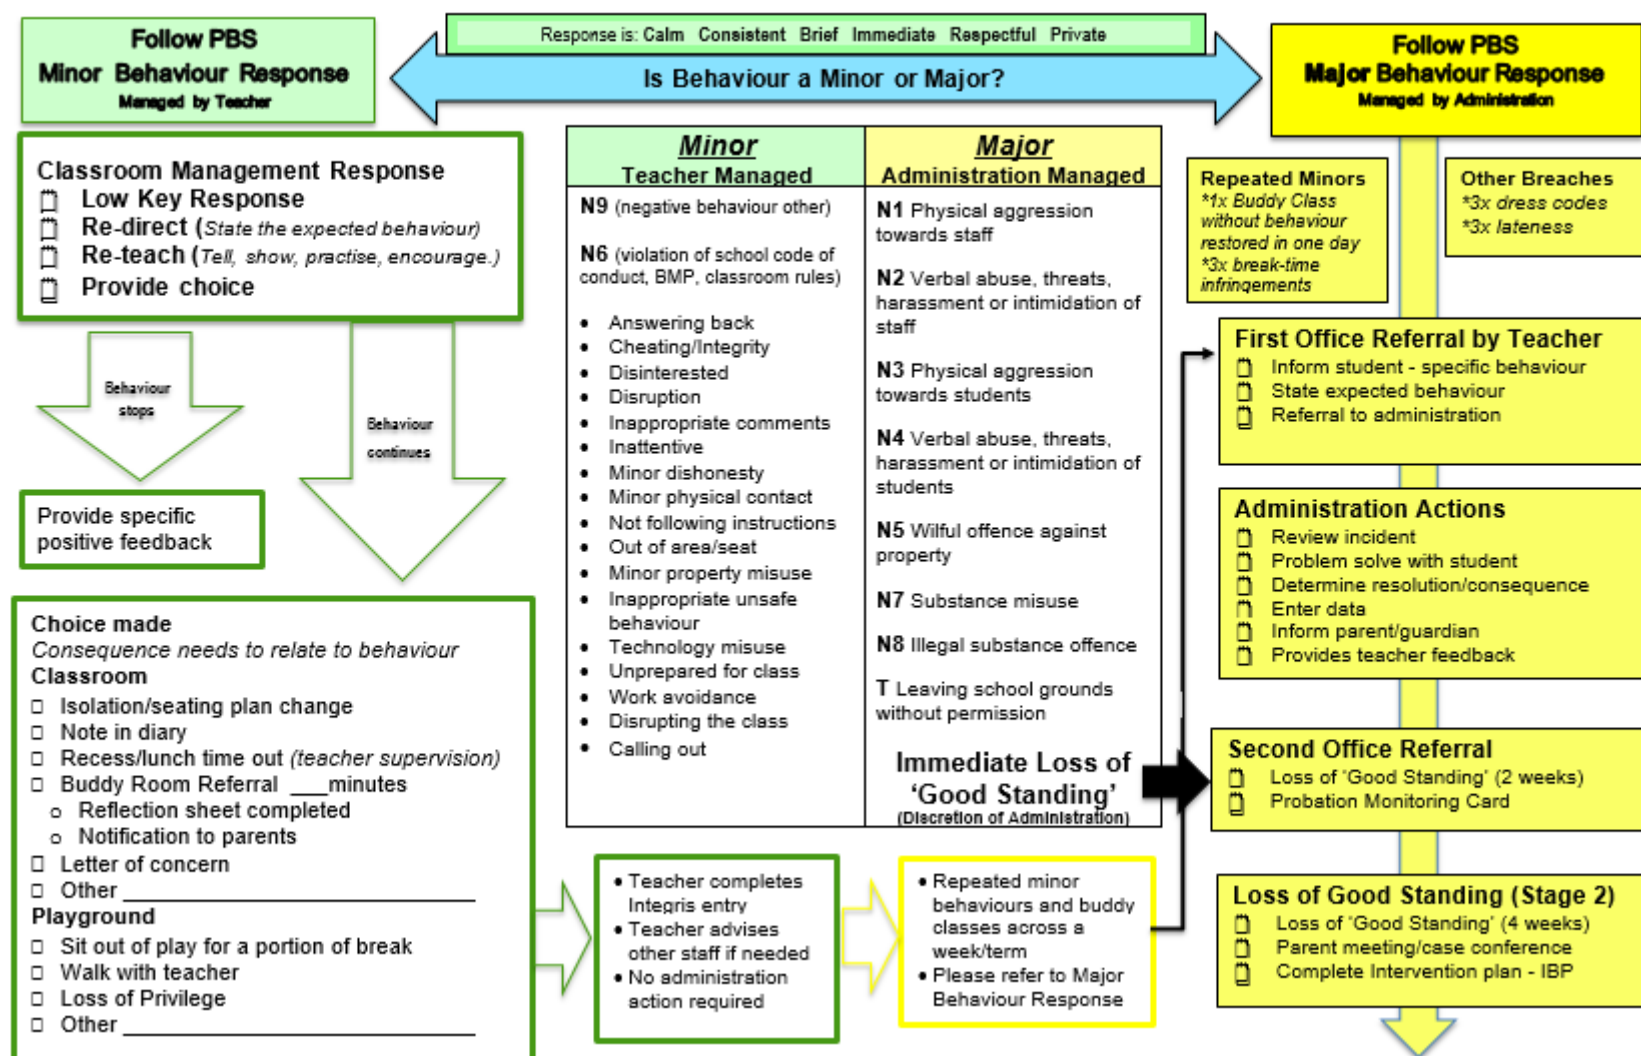 Follow PBS
Minor Behaviour Response
Managed by Teacher
Response is: Calm Consistent Brief Immediate Respectful Private
Is Behaviour a Minor or Major?
Follow PBS
Major Behaviour Response
Managed by Administration
Classroom Management Response
Low Key Response
Re-direct (State the expected behaviour)
Re-teach (Tell, show, practise, encourage.)
Provide choice
Behaviour
stops
Behaviour
continues
Provide specific
positive feedback
Choice made
Consequence needs to relate to behaviour
Classroom
□ Isolation/seating plan change
□ Note in diary
□ Recess/lunch time out (teacher supervision)
□ Buddy Room Referral ___minutes
o Reflection sheet completed
o Notification to parents
□ Letter of concern
□ Other ___
Playground
□ Sit out of play for a portion of break
□ Walk with teacher
□ Loss of Privilege
□ Other ___
Minor
Teacher Managed
N9 (negative behaviour other)
N6 (violation of school code of
conduct, BMP, classroom rules)
• Answering back
• Cheating/Integrity
• Disinterested
• Disruption
• Inappropriate comments
• Inattentive
• Minor dishonesty
• Minor physical contact
• Not following instructions
• Out of area/seat
• Minor property misuse
• Inappropriate unsafe
behaviour
• Technology misuse
• Unprepared for class
• Work avoidance
• Disrupting the class
• Calling out
Major
Administration Managed
N1 Physical aggression
towards staff
N2 Verbal abuse, threats,
harassment or intimidation of
staff
N3 Physical aggression
towards students
N4 Verbal abuse, threats,
harassment or intimidation of
students
N5 Wilful offence against
property
N7 Substance misuse
N8 Illegal substance offence
T Leaving school grounds
without permission
Immediate Loss of
‘Good Standing’
(Discretion of Administration)
• Teacher completes
Integris entry
• Teacher advises
other staff if needed
• No administration
action required
• Repeated minor
behaviours and buddy
classes across a
week/term
• Please refer to Major
Behaviour Response
Repeated Minors
*1x Buddy Class
without behaviour
restored in one day
*3x break-time
infringements
Other Breaches
*3x dress codes
*3x lateness
First Office Referral by Teacher
Inform student - specific behaviour
State expected behaviour
Referral to administration
Administration Actions
Review incident
Problem solve with student
Determine resolution/consequence
Enter data
Inform parent/guardian
Provides teacher feedback
Second Office Referral
Loss of ‘Good Standing’ (2 weeks)
Probation Monitoring Card
Loss of Good Standing (Stage 2)
Loss of ‘Good Standing’ (4 weeks)
Parent meeting/case conference
Complete Intervention plan - IBP